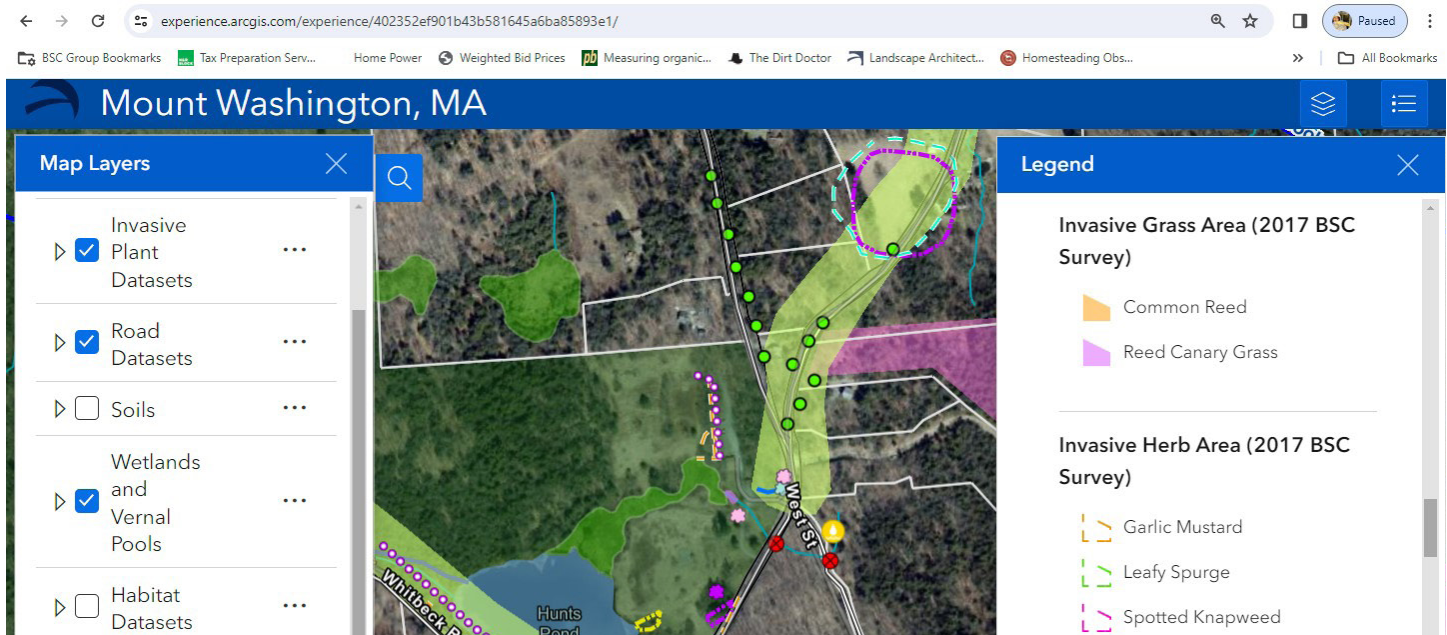 experience.arcgis.com/experience/402352ef901b43b581645a6ba85893e1/
Paused
BSC Group Bookmarks
H&R BLOCK
Tax Preparation Serv...
Home Power
Weighted Bid Prices
pb
Measuring organic...
The Dirt Doctor
Landscape Architect...
Homesteading Obs...
»
All Bookmarks
Mount Washington, MA
Map Layers
Invasive
Plant
Datasets
Road
Datasets
Soils
Wetlands
and
Vernal
Pools
Habitat
Datasets
West St
Whitbeck
Hunts
Pond
Legend
Invasive Grass Area (2017 BSC
Survey)
Common Reed
Reed Canary Grass
Invasive Herb Area (2017 BSC
Survey)
Garlic Mustard
Leafy Spurge
Spotted Knapweed